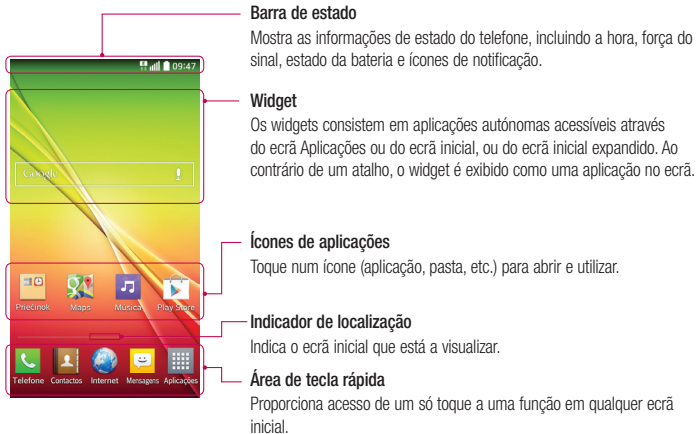 Barra de estado
Mostra as informações de estado do telefone, incluindo a hora, força do
sinal, estado da bateria e ícones de notificação.
09:47
Widget
Os widgets consistem em aplicações autónomas acessíveis através
do ecrã Aplicações ou do ecrã inicial, ou do ecrã inicial expandido. Ao
contrário de um atalho, o widget é exibido como uma aplicação no ecrã.
Google
Ícones de aplicações
Toque num ícone (aplicação, pasta, etc.) para abrir e utilizar.
Priečinok Maps Música Play Store
Indicador de localização
Indica o ecrã inicial que está a visualizar.
Telefone Contactos Internet Mensagens Aplicações
Área de tecla rápida
Proporciona acesso de um só toque a uma função em qualquer ecrã
inicial.